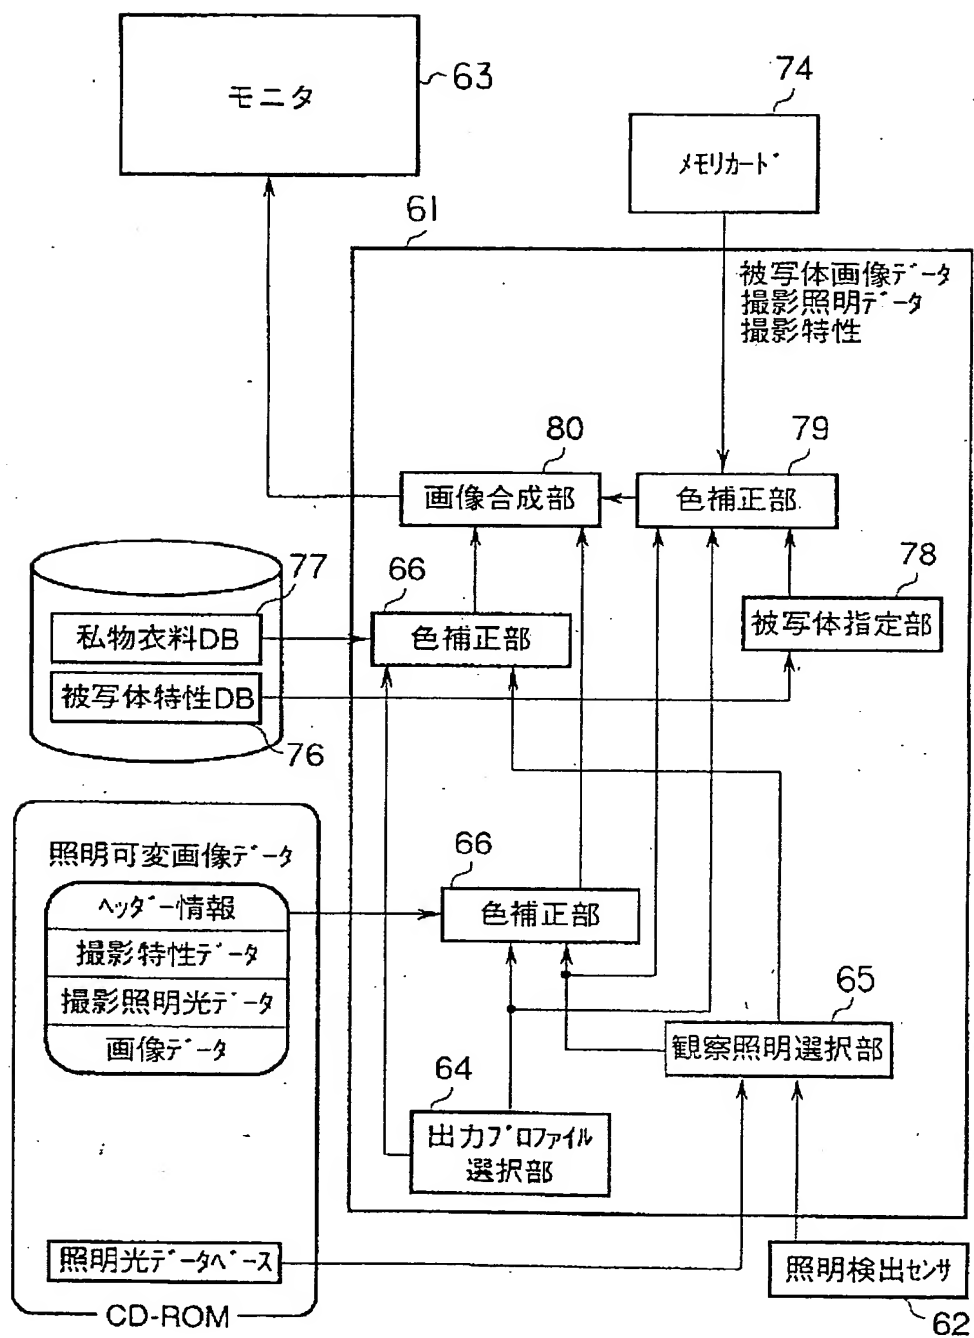 モニタ
63
74
メモリカード
61
被写体画像データ
撮影照明データ
撮影特性
80
79
画像合成部
色補正部
77
66
78
私物衣料DB
色補正部
被写体指定部
被写体特性DB
76
照明可変画像データ
66
ヘッダー情報
色補正部
撮影特性データ
撮影照明光データ
65
画像データ
観察照明選択部
64
出力プロファイル
選択部
照明光データベース
照明検出センサ
CD-ROM
62